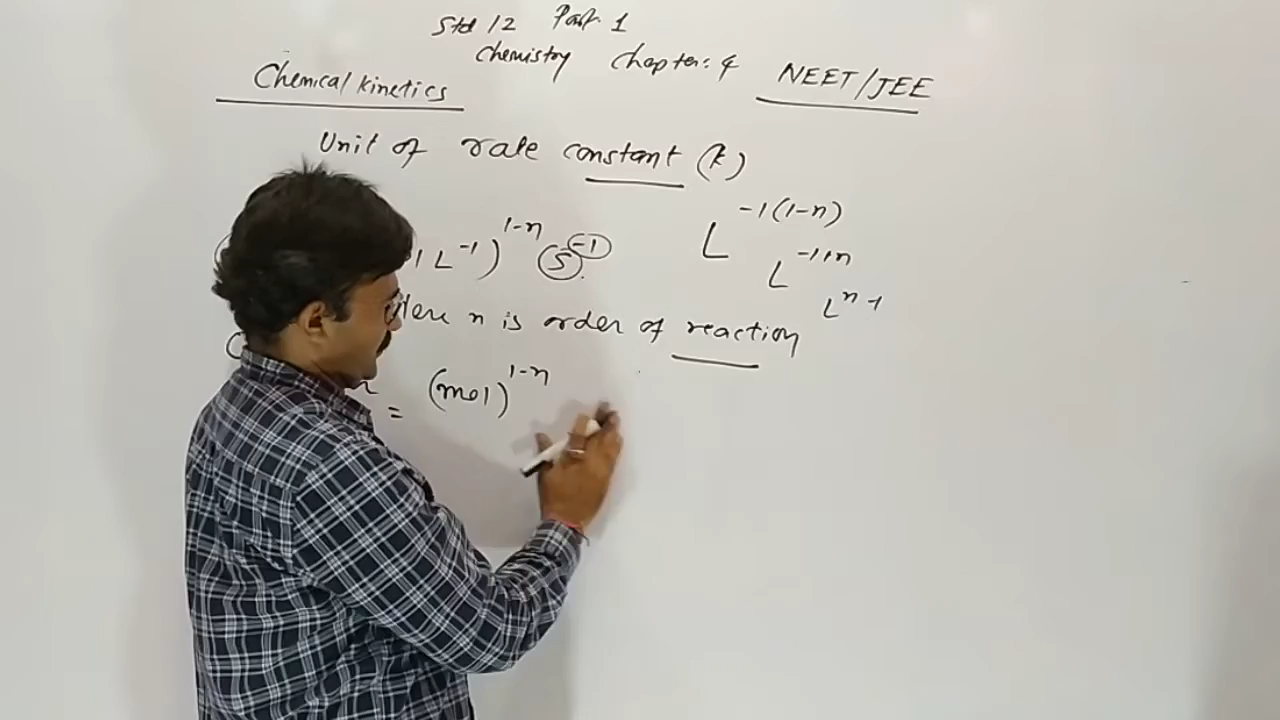 Std 12 Part 1
Chemistry Chapter: 4 NEET/JEE
Chemical kinetics
Unit of rate constant (k)
L⁻¹)¹⁻ⁿ S⁻¹ L⁻¹⁽¹⁻ⁿ⁾
L⁻¹⁺ⁿ
Lⁿ⁻¹
n is order of reaction
= (mol)¹⁻ⁿ